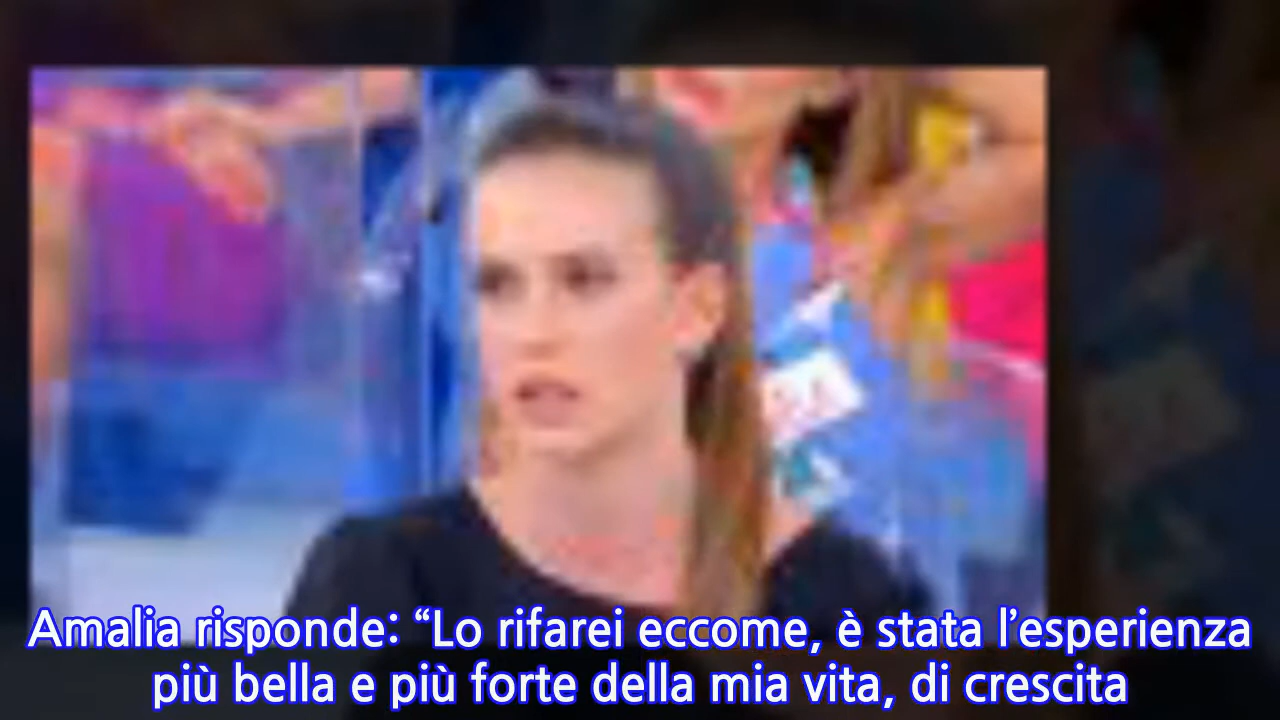 Amalia risponde: “Lo rifarei eccome, è stata l’esperienza
più bella e più forte della mia vita, di crescita